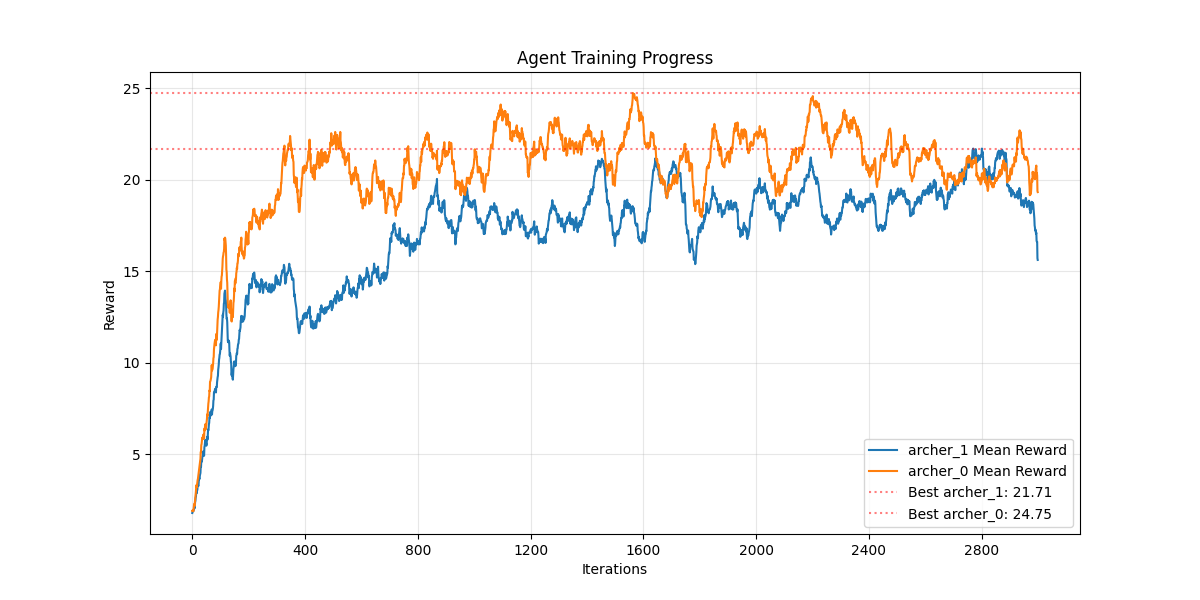 Agent Training Progress
Reward
25
20
15
10
5
0
400
800
1200
1600
2000
2400
2800
Iterations
archer_1 Mean Reward
archer_0 Mean Reward
Best archer_1: 21.71
Best archer_0: 24.75